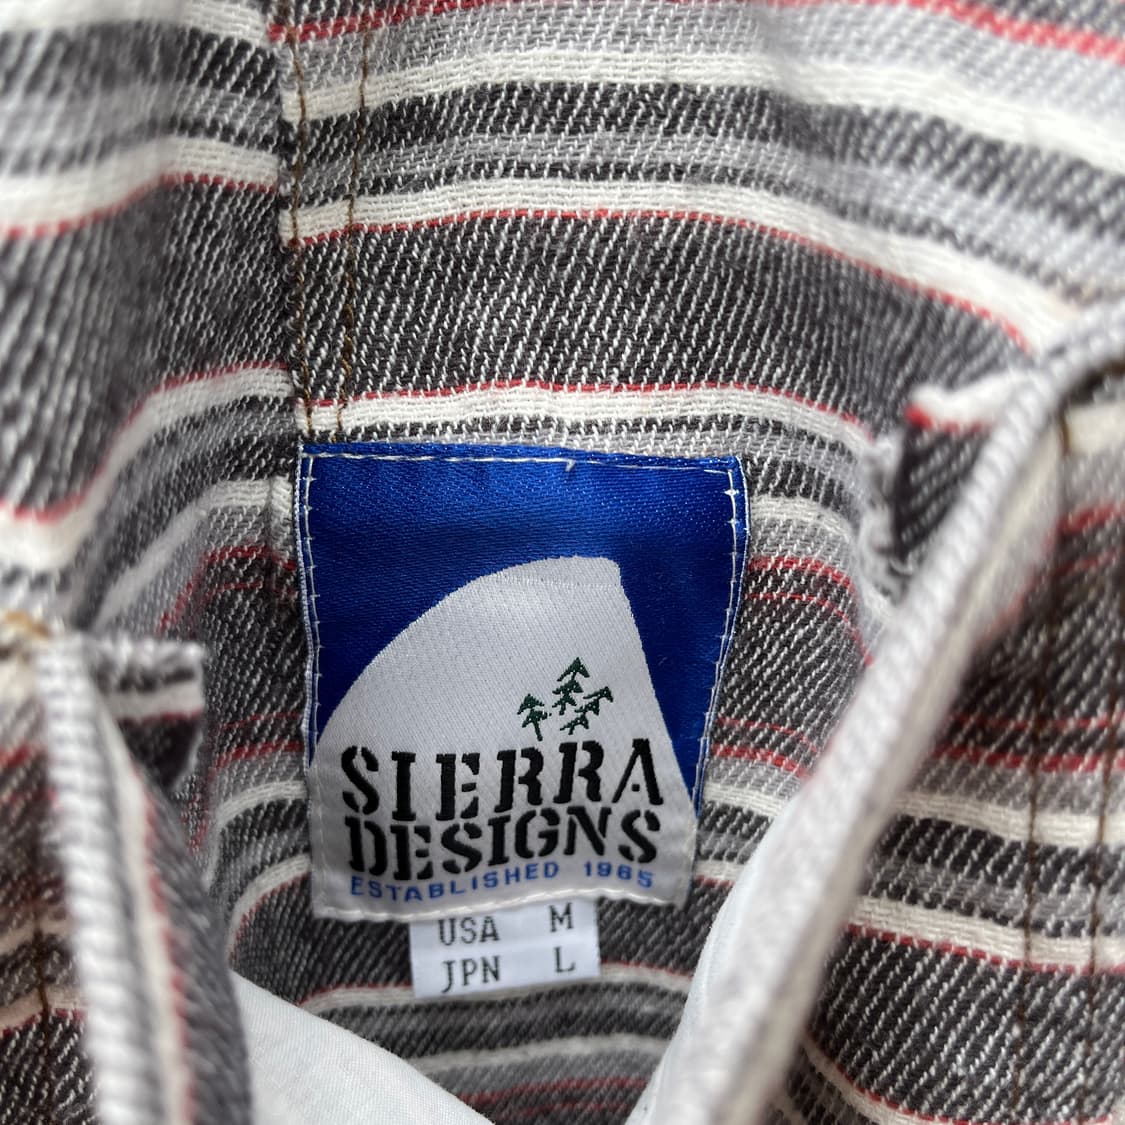 SIERRA
DESIGNS
ESTABLISHED 1965
USA M
JPN L